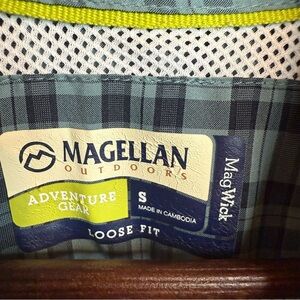 MAGELLAN
OUTDOORS
ADVENTURE
GEAR
S
MADE IN CAMBODIA
LOOSE FIT
MagWick